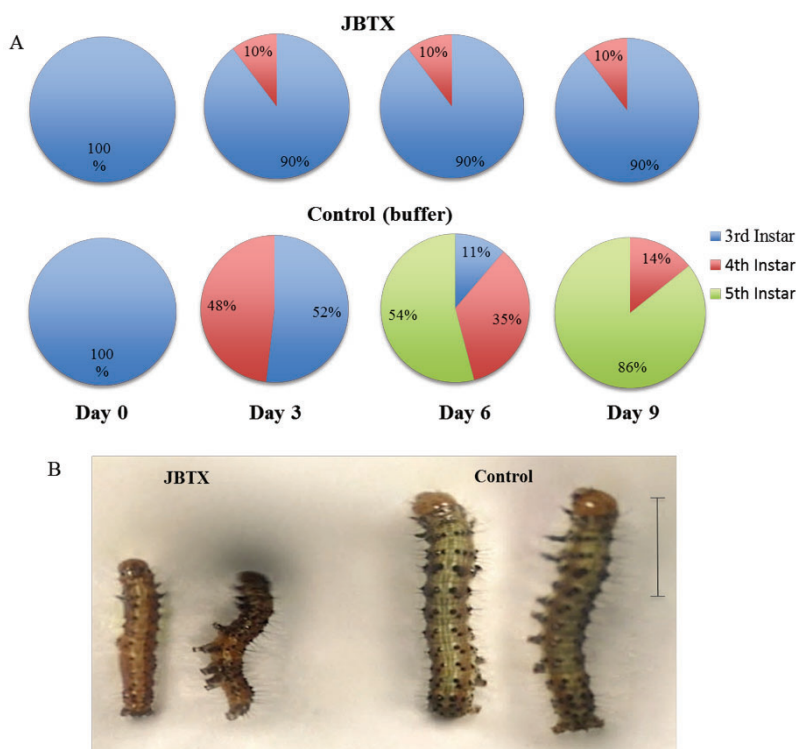 A
JBTX
10%
10%
10%
100
%
90%
90%
90%
Control (buffer)
3rd Instar
4th Instar
5th Instar
100
%
48%
52%
11%
35%
54%
14%
86%
Day 0
Day 3
Day 6
Day 9
B
JBTX
Control